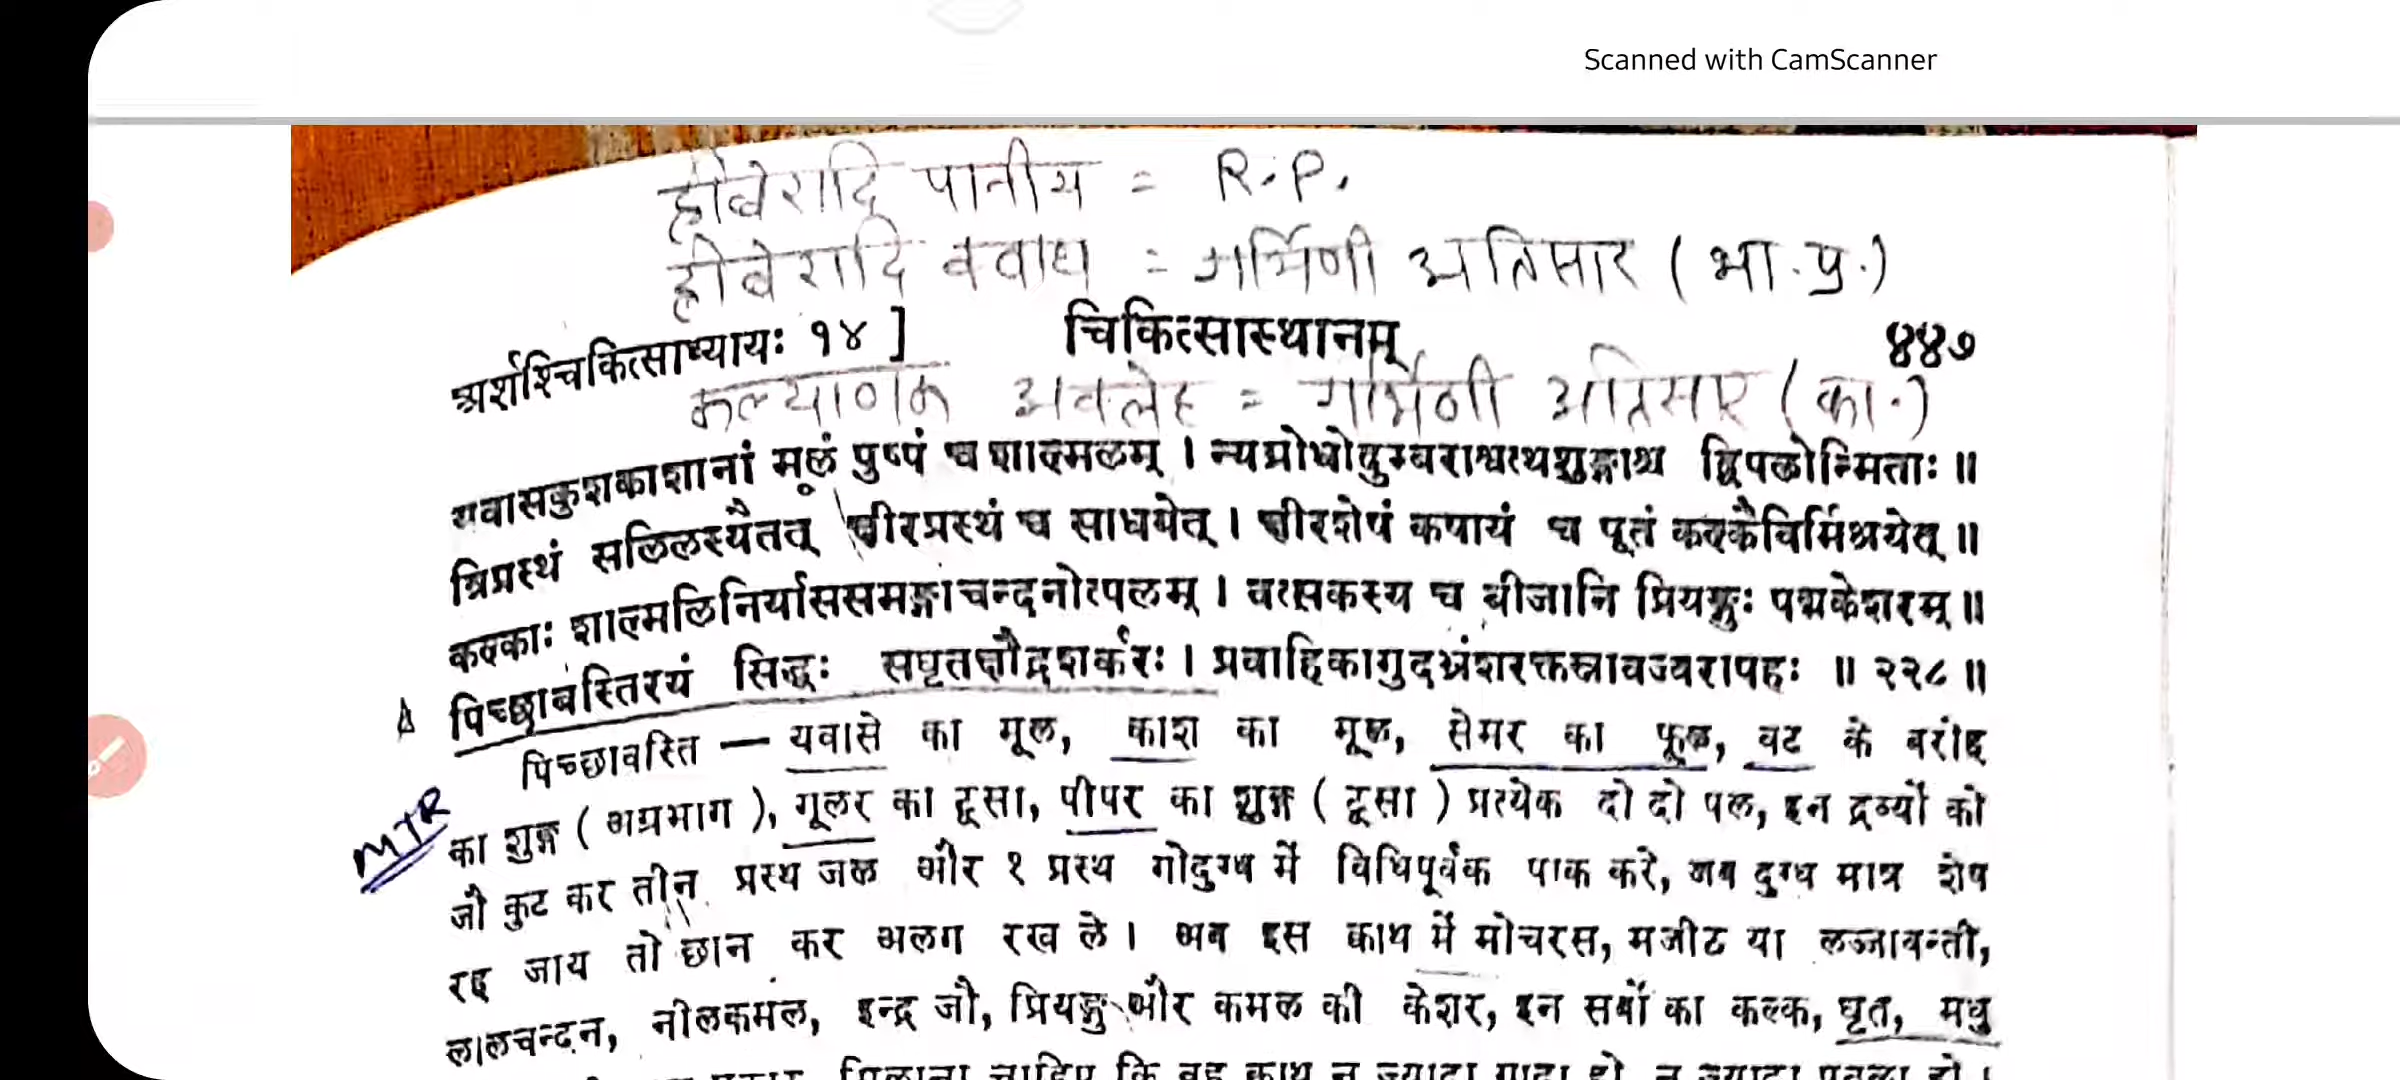 Scanned with CamScanner
ह्रीवेरादि पानीय = R.P.
ह्रीवेरादि क्वाथ = गर्भिणी अतिसार (भा.प्र.)
अर्शश्चिकित्साध्यायः १४ ] चिकित्सास्थानम् ४४७
कल्याणक अवलेह = गर्भिणी अतिसार (का.)
यवासकुशकाशानां मूलं पुष्पं च शाल्मलम् । न्यग्रोधोदुम्बराश्वत्थशुङ्गाश्च द्विपलोन्मिताः ॥
त्रिप्रस्थं सलिलस्यैतत् क्षीरप्रस्थं च साधयेत् । क्षीरशेषं कषायं च पूतं कल्कैर्विमिश्रयेत् ॥
कल्काः शाल्मलिनिर्याससमङ्गाचन्दनोत्पलम् । वत्सकस्य च बीजानि प्रियङ्गुः पद्मकेशरम् ॥
पिच्छाबस्तिरयं सिद्धः सघृतक्षौद्रशर्करः । प्रवाहिकागुदभ्रंशरक्तस्रावज्वरापहः ॥ २२८ ॥
पिच्छावस्ति — यवासे का मूल, काश का मूल, सेमर का फूल, वट के बरोह
MTR
का शुङ्ग ( अग्रभाग ), गूलर का टूसा, पीपर का शुङ्ग ( टूसा ) प्रत्येक दो दो पल, इन द्रव्यों को
जौ कुट कर तीन प्रस्थ जल और १ प्रस्थ गोदुग्ध में विधिपूर्वक पाक करे, जब दुग्ध मात्र शेष
रह जाय तो छान कर अलग रख ले । अब इस क्वाथ में मोचरस, मजीठ या लज्जावन्ती,
लालचन्दन, नीलकमल, इन्द्र जौ, प्रियङ्गु और कमल की केशर, इन सबों का कल्क, घृत, मधु
मिलाना चाहिए कि वह क्वाथ न ज्यादा गाढा हो न ज्यादा पतला हो ।